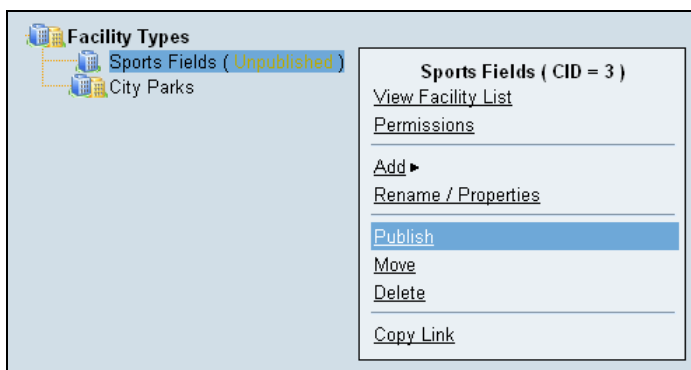 Facility Types
Sports Fields ( Unpublished )
City Parks
Sports Fields ( CID = 3 )
View Facility List
Permissions
Add
Rename / Properties
Publish
Move
Delete
Copy Link